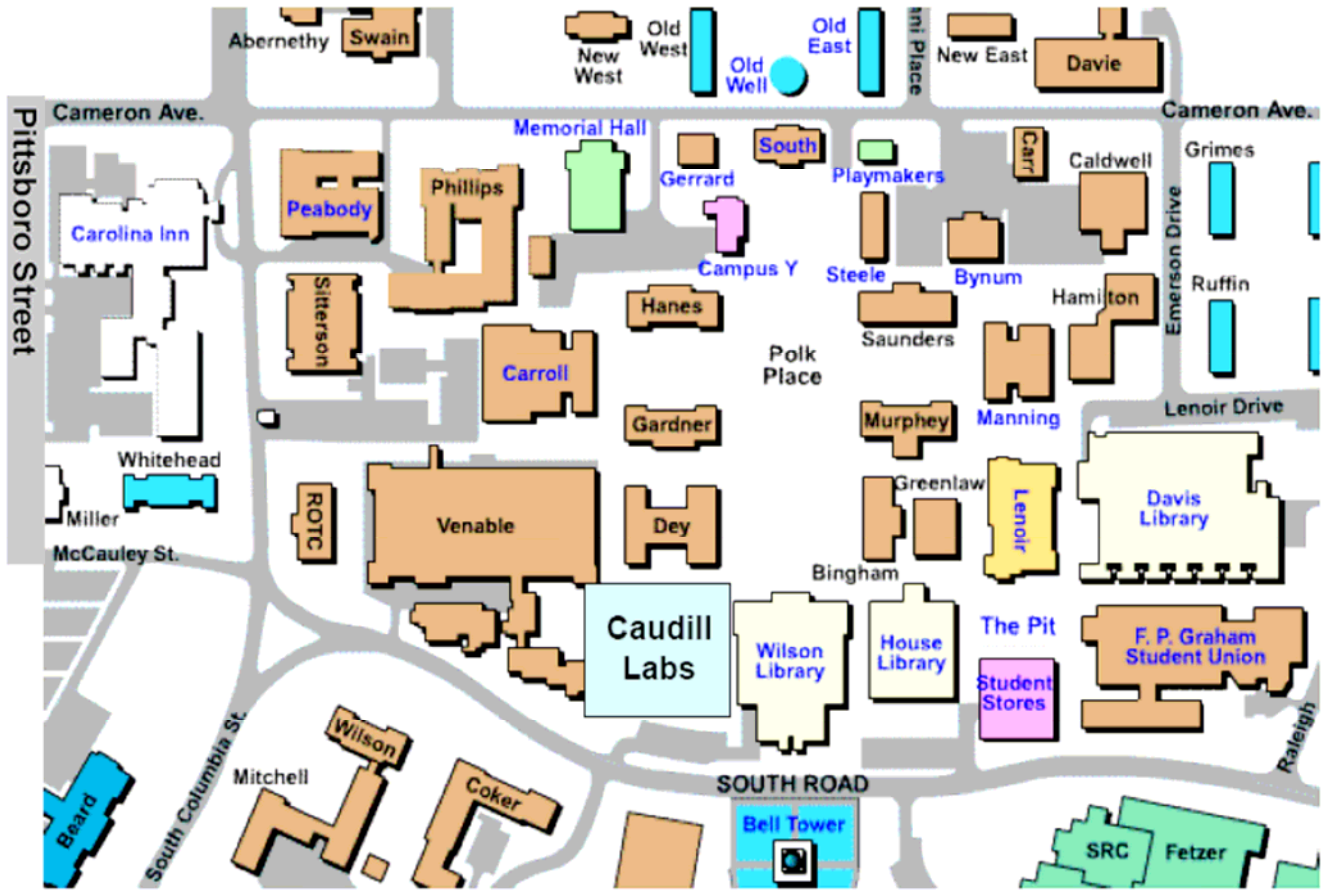 Abernethy
Swain
New
West
Old
West
Old
Well
Old
East
nni Place
New East
Davie
Cameron Ave.
Cameron Ave.
Pittsboro Street
Memorial Hall
Gerrard
South
Playmakers
Carr
Caldwell
Grimes
Peabody
Phillips
Carolina Inn
Campus Y
Steele
Bynum
Emerson Drive
Sitterson
Hanes
Saunders
Hamilton
Ruffin
Carroll
Polk
Place
Manning
Gardner
Murphey
Lenoir Drive
Whitehead
Miller
ROTC
Venable
Dey
Greenlaw
Bingham
Lenoir
Davis
Library
McCauley St.
Caudill
Labs
Wilson
Library
House
Library
The Pit
Student
Stores
F. P. Graham
Student Union
South Columbia St.
Wilson
Mitchell
Coker
Beard
SOUTH ROAD
Bell Tower
Raleigh
SRC
Fetzer